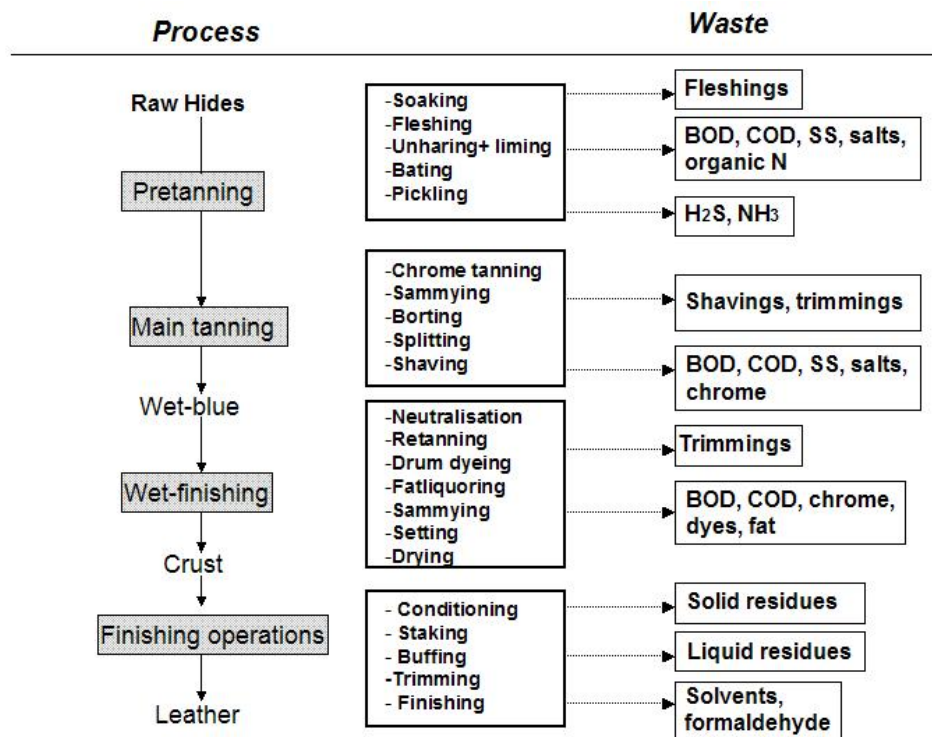 Process
Waste
Raw Hides
Pretanning
Main tanning
Wet-blue
Wet-finishing
Crust
Finishing operations
Leather
-Soaking
-Fleshing
-Unharing+ liming
-Bating
-Pickling
Fleshings
BOD, COD, SS, salts,
organic N
H2S, NH3
-Chrome tanning
-Sammying
-Borting
-Splitting
-Shaving
Shavings, trimmings
BOD, COD, SS, salts,
chrome
-Neutralisation
-Retanning
-Drum dyeing
-Fatliquoring
-Sammying
-Setting
-Drying
Trimmings
BOD, COD, chrome,
dyes, fat
- Conditioning
- Staking
- Buffing
-Trimming
- Finishing
Solid residues
Liquid residues
Solvents,
formaldehyde